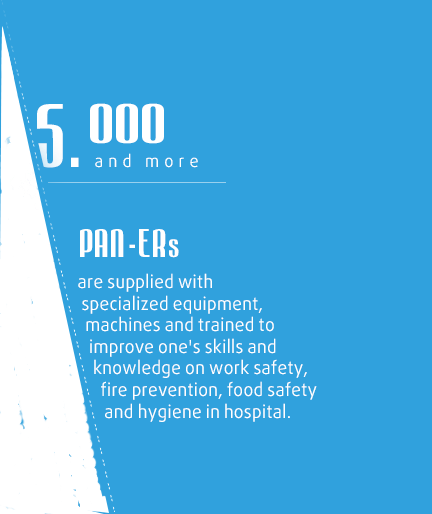 5.000
and more
PAN-ERs
are supplied with
specialized equipment,
machines and trained to
improve one's skills and
knowledge on work safety,
fire prevention, food safety
and hygiene in hospital.